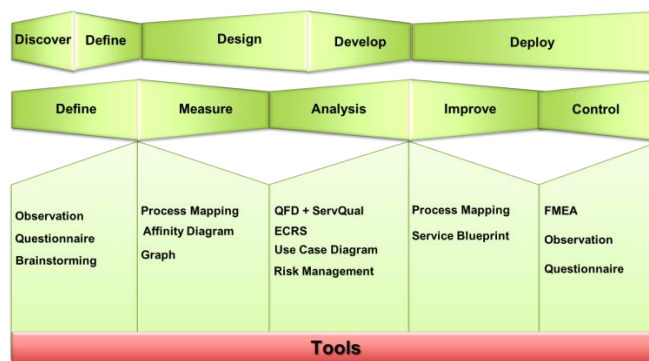 Discover
Define
Design
Develop
Deploy
Define
Measure
Analysis
Improve
Control
Observation
Questionnaire
Brainstorming
Process Mapping
Affinity Diagram
Graph
QFD + ServQual
ECRS
Use Case Diagram
Risk Management
Process Mapping
Service Blueprint
FMEA
Observation
Questionnaire
Tools